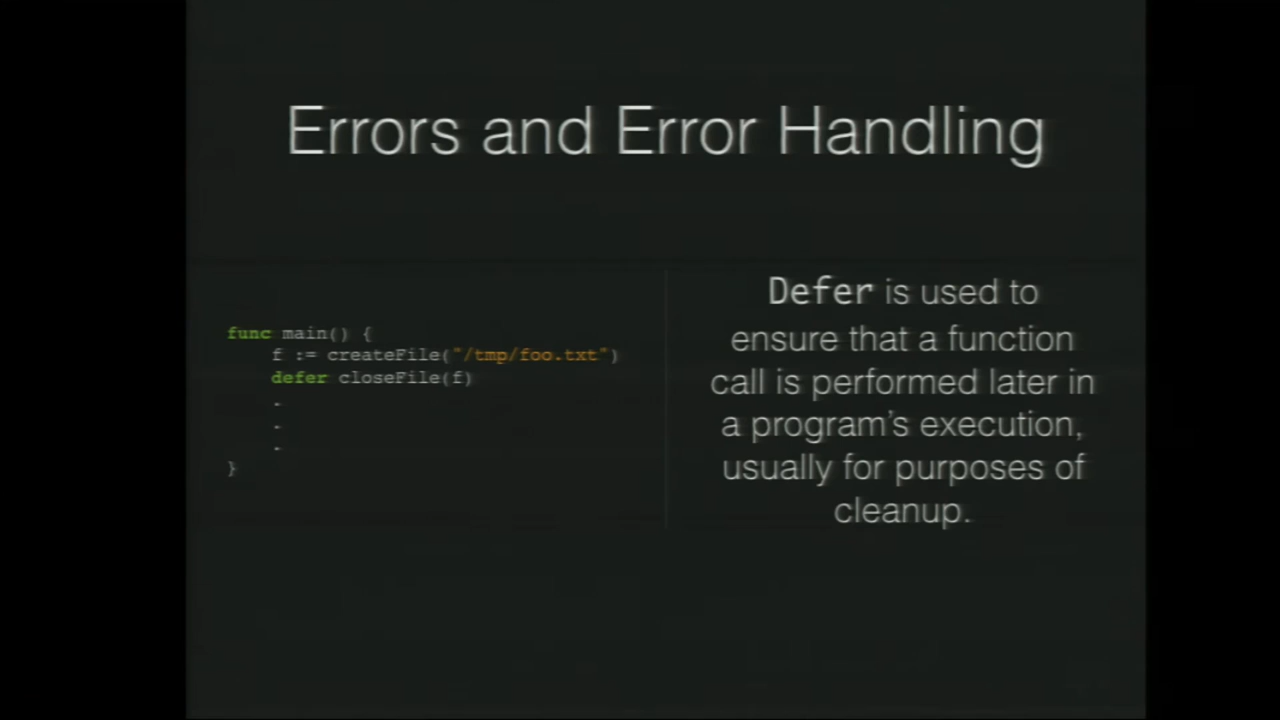 Errors and Error Handling
func main() {
f := createFile("/tmp/foo.txt")
defer closeFile(f)
.
.
.
}
Defer is used to
ensure that a function
call is performed later in
a program's execution,
usually for purposes of
cleanup.